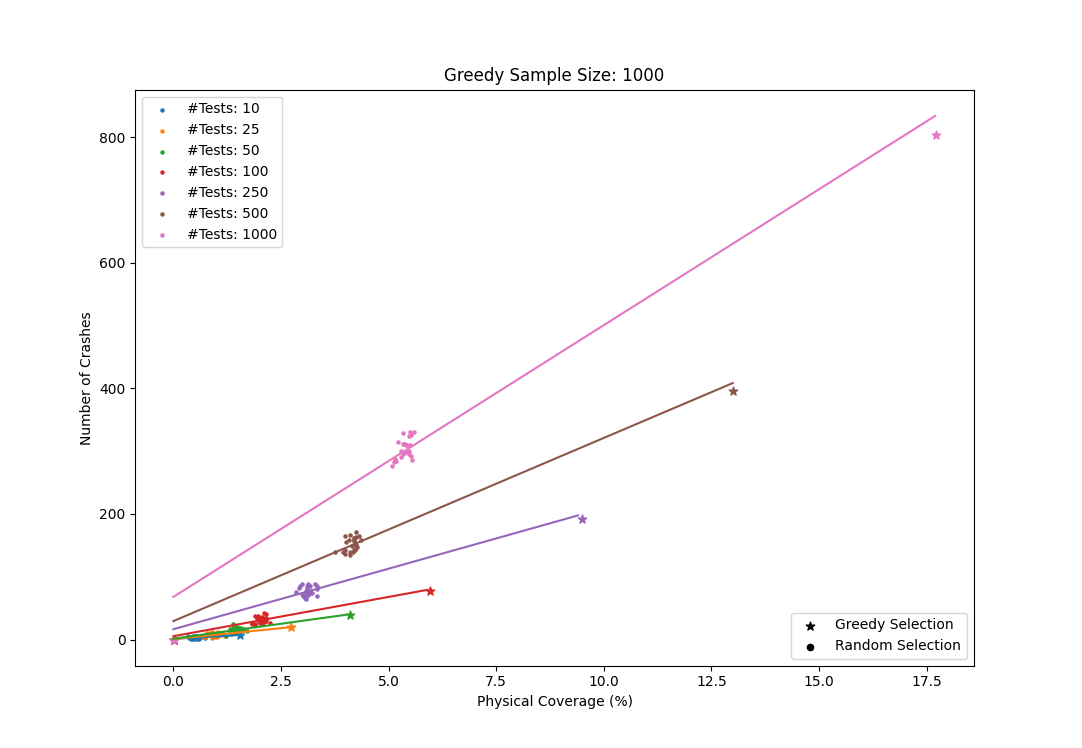 Greedy Sample Size: 1000
#Tests: 10
#Tests: 25
#Tests: 50
#Tests: 100
#Tests: 250
#Tests: 500
#Tests: 1000
800
600
400
200
0
Number of Crashes
Greedy Selection
Random Selection
0.0 2.5 5.0 7.5 10.0 12.5 15.0 17.5
Physical Coverage (%)